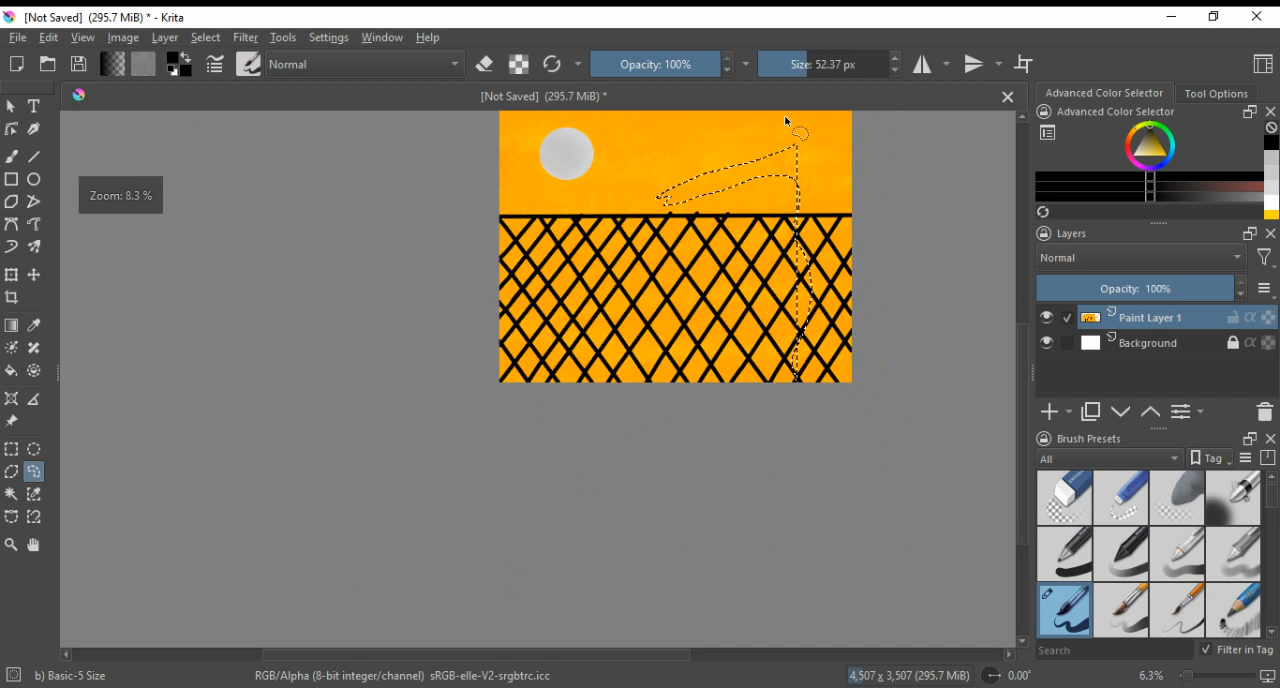 [Not Saved] (295.7 MiB) * - Krita
File Edit View Image Layer Select Filter Tools Settings Window Help
Normal Opacity: 100% Size: 52.37 px
[Not Saved] (295.7 MiB) *
Advanced Color Selector Tool Options
Advanced Color Selector
Zoom: 8.3 %
Layers
Normal
Opacity: 100%
Paint Layer 1
Background
Brush Presets
All Tag
Search Filter in Tag
b) Basic-5 Size RGB/Alpha (8-bit integer/channel) sRGB-elle-V2-srgbtrc.icc 4,507 x 3,507 (295.7 MiB) 0.00° 6.3%